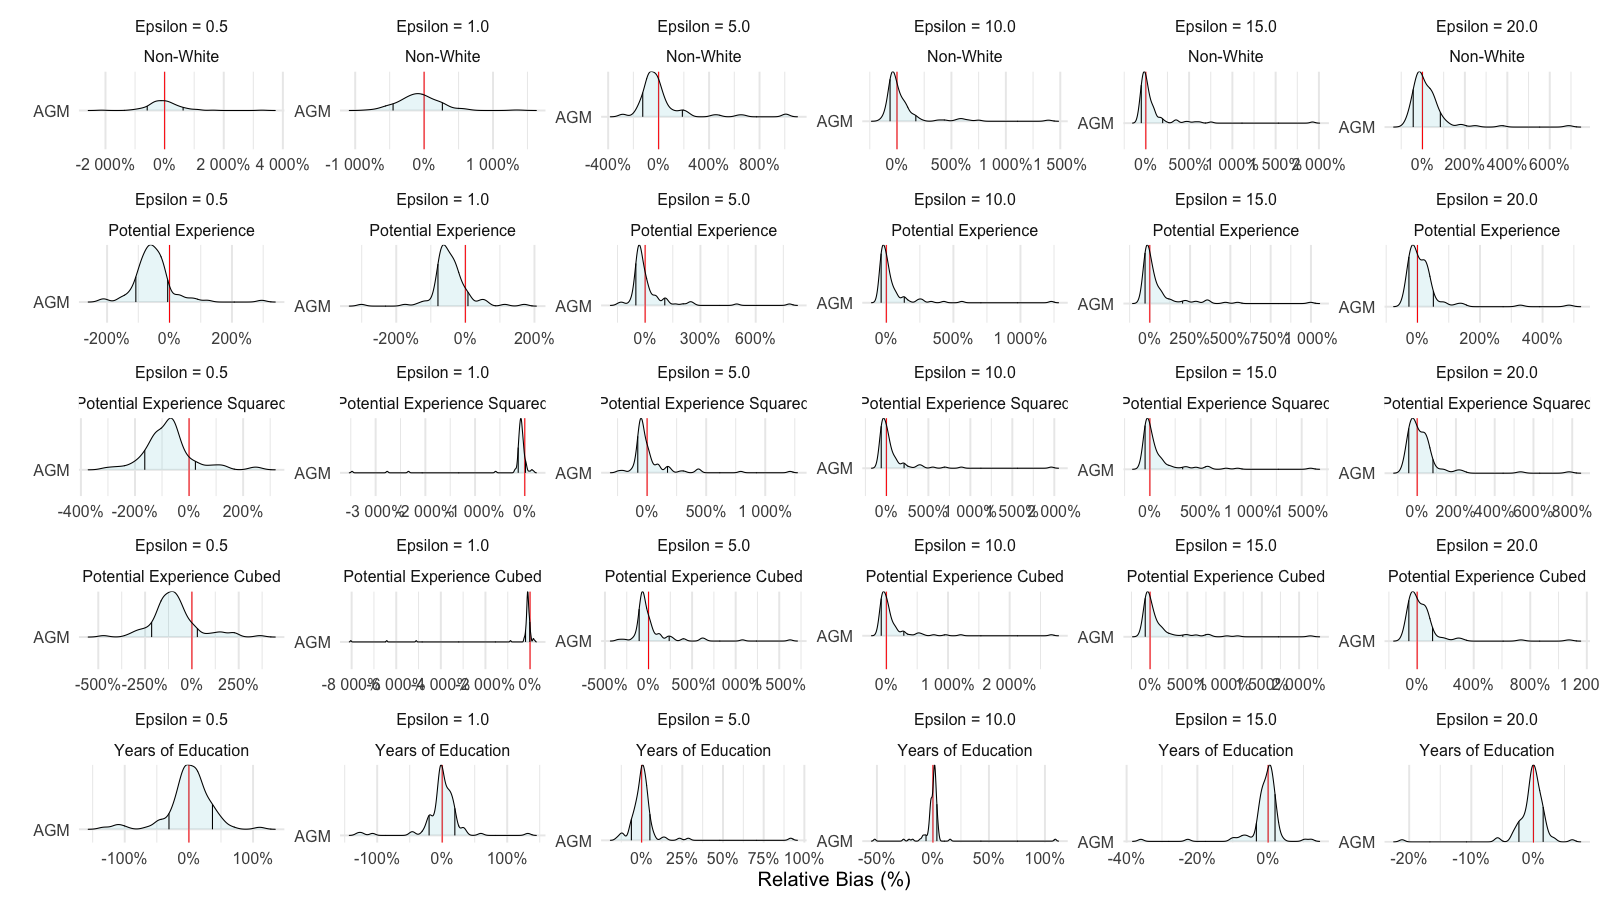 Epsilon = 0.5 Epsilon = 1.0 Epsilon = 5.0 Epsilon = 10.0 Epsilon = 15.0 Epsilon = 20.0
Non-White Non-White Non-White Non-White Non-White Non-White
AGM AGM AGM AGM AGM AGM
-2 000% 0% 2 000% 4 000% -1 000% 0% 1 000% -400% 0% 400% 800% 0% 500% 1 000% 1 500% 0% 500% 1 000% 1 500% 2 000% 0% 200% 400% 600%
Epsilon = 0.5 Epsilon = 1.0 Epsilon = 5.0 Epsilon = 10.0 Epsilon = 15.0 Epsilon = 20.0
Potential Experience Potential Experience Potential Experience Potential Experience Potential Experience Potential Experience
AGM AGM AGM AGM AGM AGM
-200% 0% 200% -200% 0% 200% 0% 300% 600% 0% 500% 1 000% 0% 250% 500% 750% 1 000% 0% 200% 400%
Epsilon = 0.5 Epsilon = 1.0 Epsilon = 5.0 Epsilon = 10.0 Epsilon = 15.0 Epsilon = 20.0
Potential Experience Squared Potential Experience Squared Potential Experience Squared Potential Experience Squared Potential Experience Squared Potential Experience Squared
AGM AGM AGM AGM AGM AGM
-400% -200% 0% 200% -3 000% -2 000% -1 000% 0% 0% 500% 1 000% 0% 500% 1 000% 1 500% 2 000% 0% 500% 1 000% 1 500% 0% 200% 400% 600% 800%
Epsilon = 0.5 Epsilon = 1.0 Epsilon = 5.0 Epsilon = 10.0 Epsilon = 15.0 Epsilon = 20.0
Potential Experience Cubed Potential Experience Cubed Potential Experience Cubed Potential Experience Cubed Potential Experience Cubed Potential Experience Cubed
AGM AGM AGM AGM AGM AGM
-500% -250% 0% 250% -8 000% -6 000% -4 000% -2 000% 0% -500% 0% 500% 1 000% 1 500% 0% 1 000% 2 000% 0% 500% 1 000% 1 500% 2 000% 0% 400% 800% 1 200
Epsilon = 0.5 Epsilon = 1.0 Epsilon = 5.0 Epsilon = 10.0 Epsilon = 15.0 Epsilon = 20.0
Years of Education Years of Education Years of Education Years of Education Years of Education Years of Education
AGM AGM AGM AGM AGM AGM
-100% 0% 100% -100% 0% 100% 0% 25% 50% 75% 100% -50% 0% 50% 100% -40% -20% 0% -20% -10% 0%
Relative Bias (%)